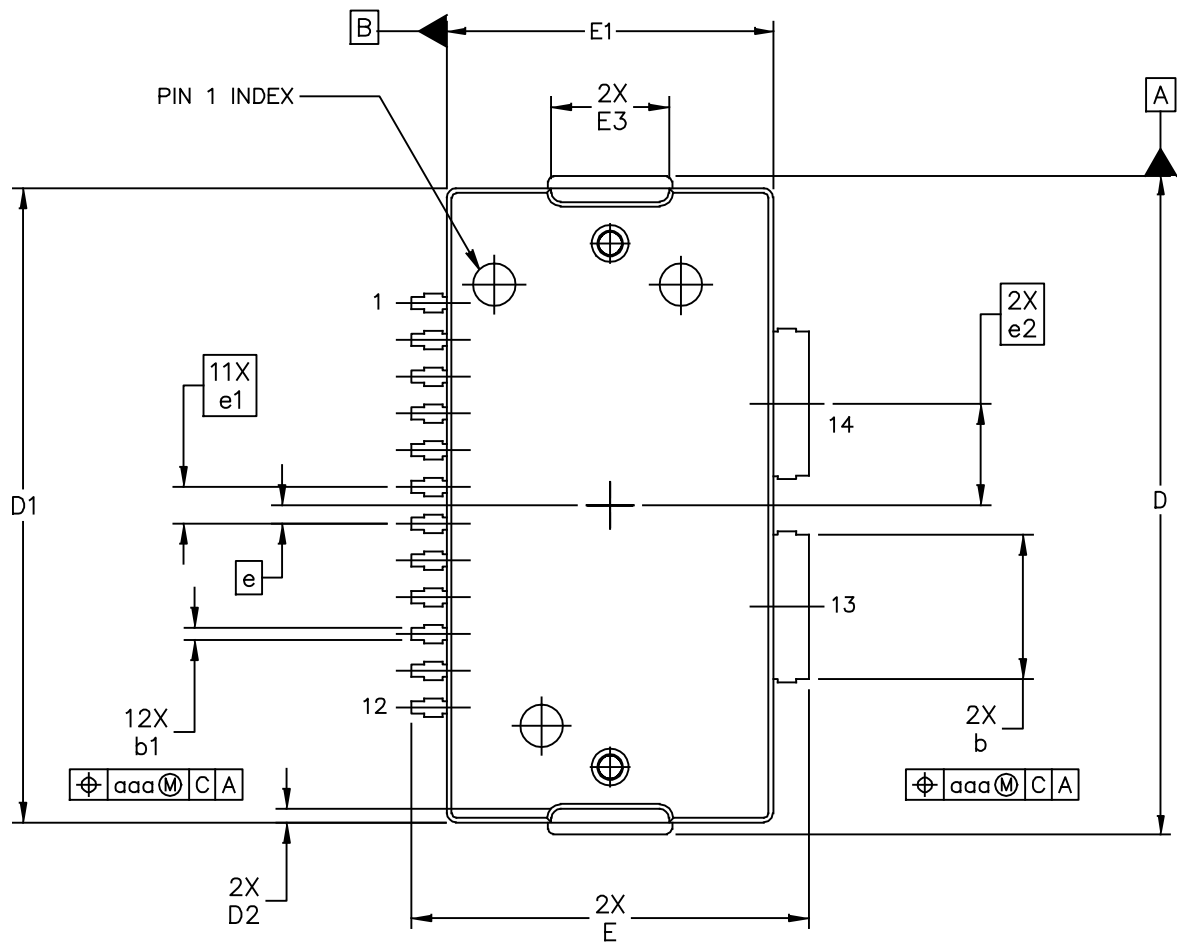 B
E1
PIN 1 INDEX
2X
E3
A
1
2X
e2
11X
e1
14
D1
D
e
13
12
12X
b1
2X
b
⌖ aaa Ⓜ C A
⌖ aaa Ⓜ C A
2X
D2
2X
E